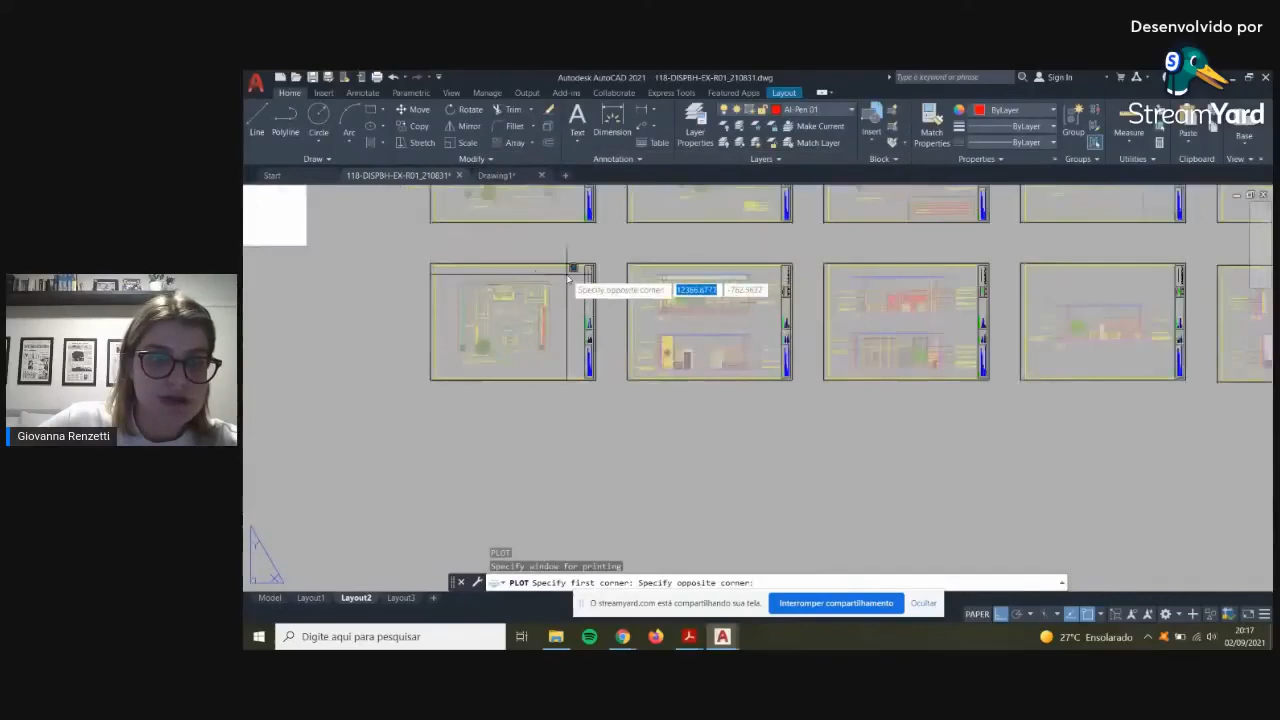 Desenvolvido por
S
StreamYard
Autodesk AutoCAD 2021 118-DISPBH-EX-R01_210831.dwg
Type a keyword or phrase
Sign In
Home Insert Annotate Parametric View Manage Output Add-ins Collaborate Express Tools Featured Apps Layout
Line Polyline Circle Arc
Move Rotate Trim
Copy Mirror Fillet
Stretch Scale Array
Text Dimension Table
Layer Properties
AI-Pen 01
Make Current
Match Layer
Insert
Match Properties
ByLayer
ByLayer
ByLayer
Group
Measure
Paste
Base
Draw Modify Annotation Layers Block Properties Groups Utilities Clipboard View
Start 118-DISPBH-EX-R01_210831* Drawing1*
Specify opposite corner:
Giovanna Renzetti
Y
X
PLOT
Specify window for printing
PLOT Specify first corner: Specify opposite corner:
Model Layout1 Layout2 Layout3
O streamyard.com está compartilhando sua tela. Interromper compartilhamento Ocultar
PAPER
Digite aqui para pesquisar
27°C Ensolarado
20:17
02/09/2021